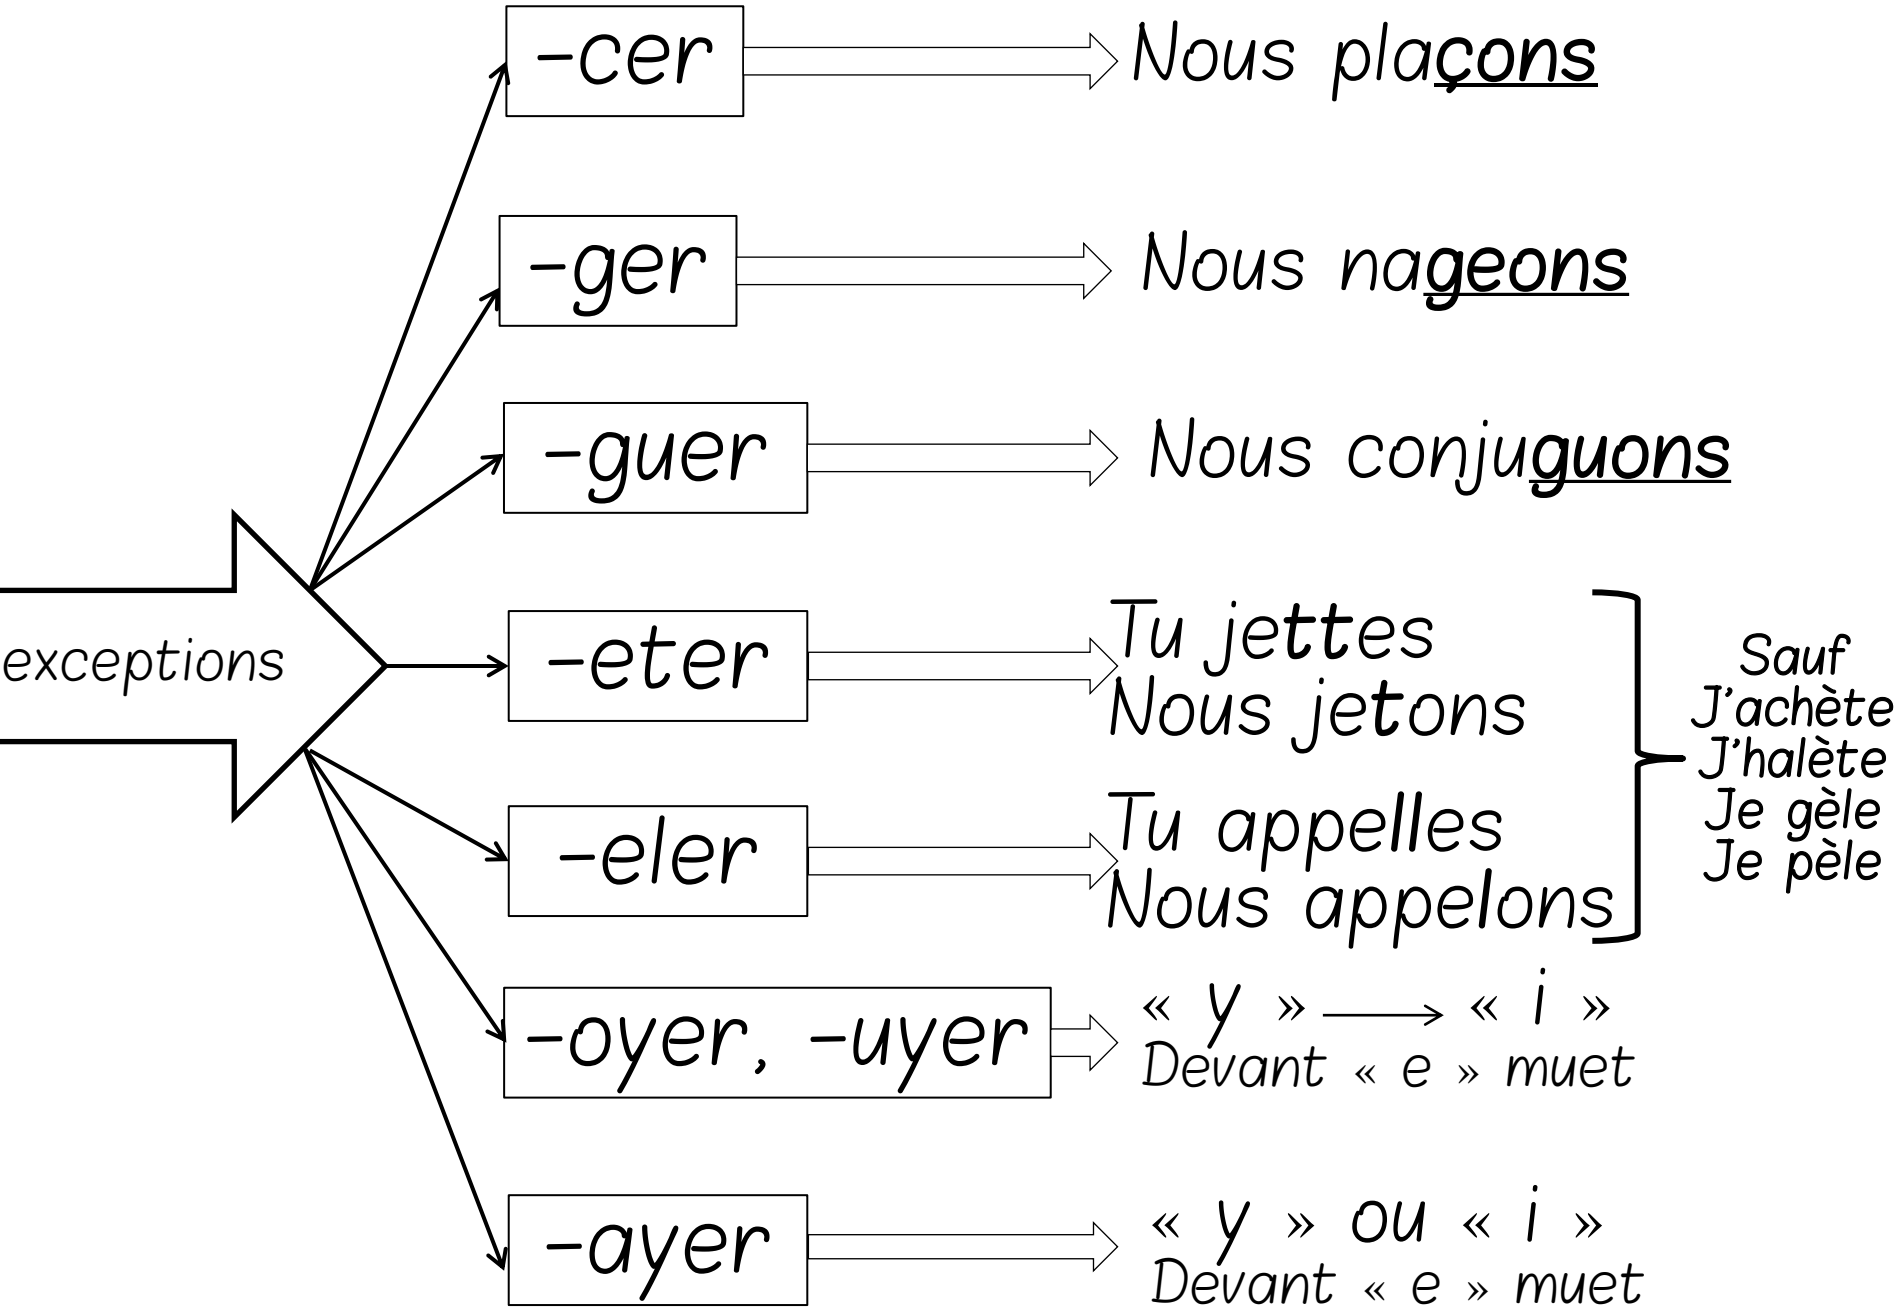 -cer
Nous plaçons
-ger
Nous nageons
-guer
Nous conjuguons
exceptions
-eter
Tu jettes
Nous jetons
-eler
Tu appelles
Nous appelons
Sauf
J'achète
J'halète
Je gèle
Je pèle
-oyer, -uyer
« y » → « i »
Devant « e » muet
-ayer
« y » ou « i »
Devant « e » muet